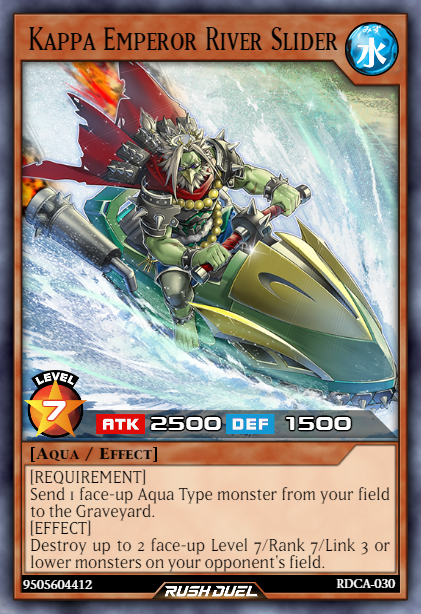 Kappa Emperor River Slider
みず
水
LEVEL
7
ATK 2500 DEF 1500
[Aqua / Effect]
[REQUIREMENT]
Send 1 face-up Aqua Type monster from your field
to the Graveyard.
[EFFECT]
Destroy up to 2 face-up Level 7/Rank 7/Link 3 or
lower monsters on your opponent's field.
9505604412 RUSH DUEL RDCA-030